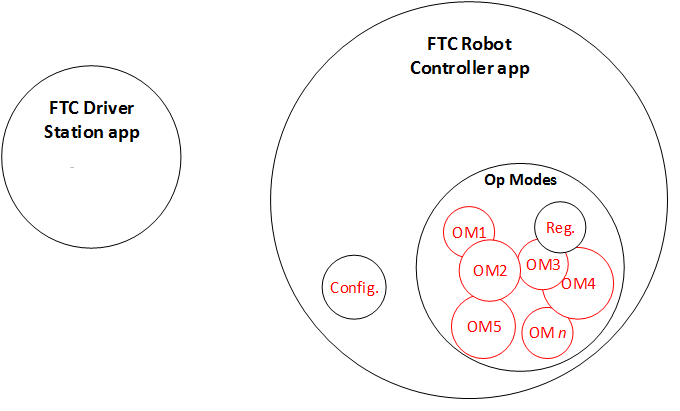 FTC Driver
Station app
FTC Robot
Controller app
Op Modes
OM1
Reg.
OM2
OM3
OM4
Config.
OM5
OM n